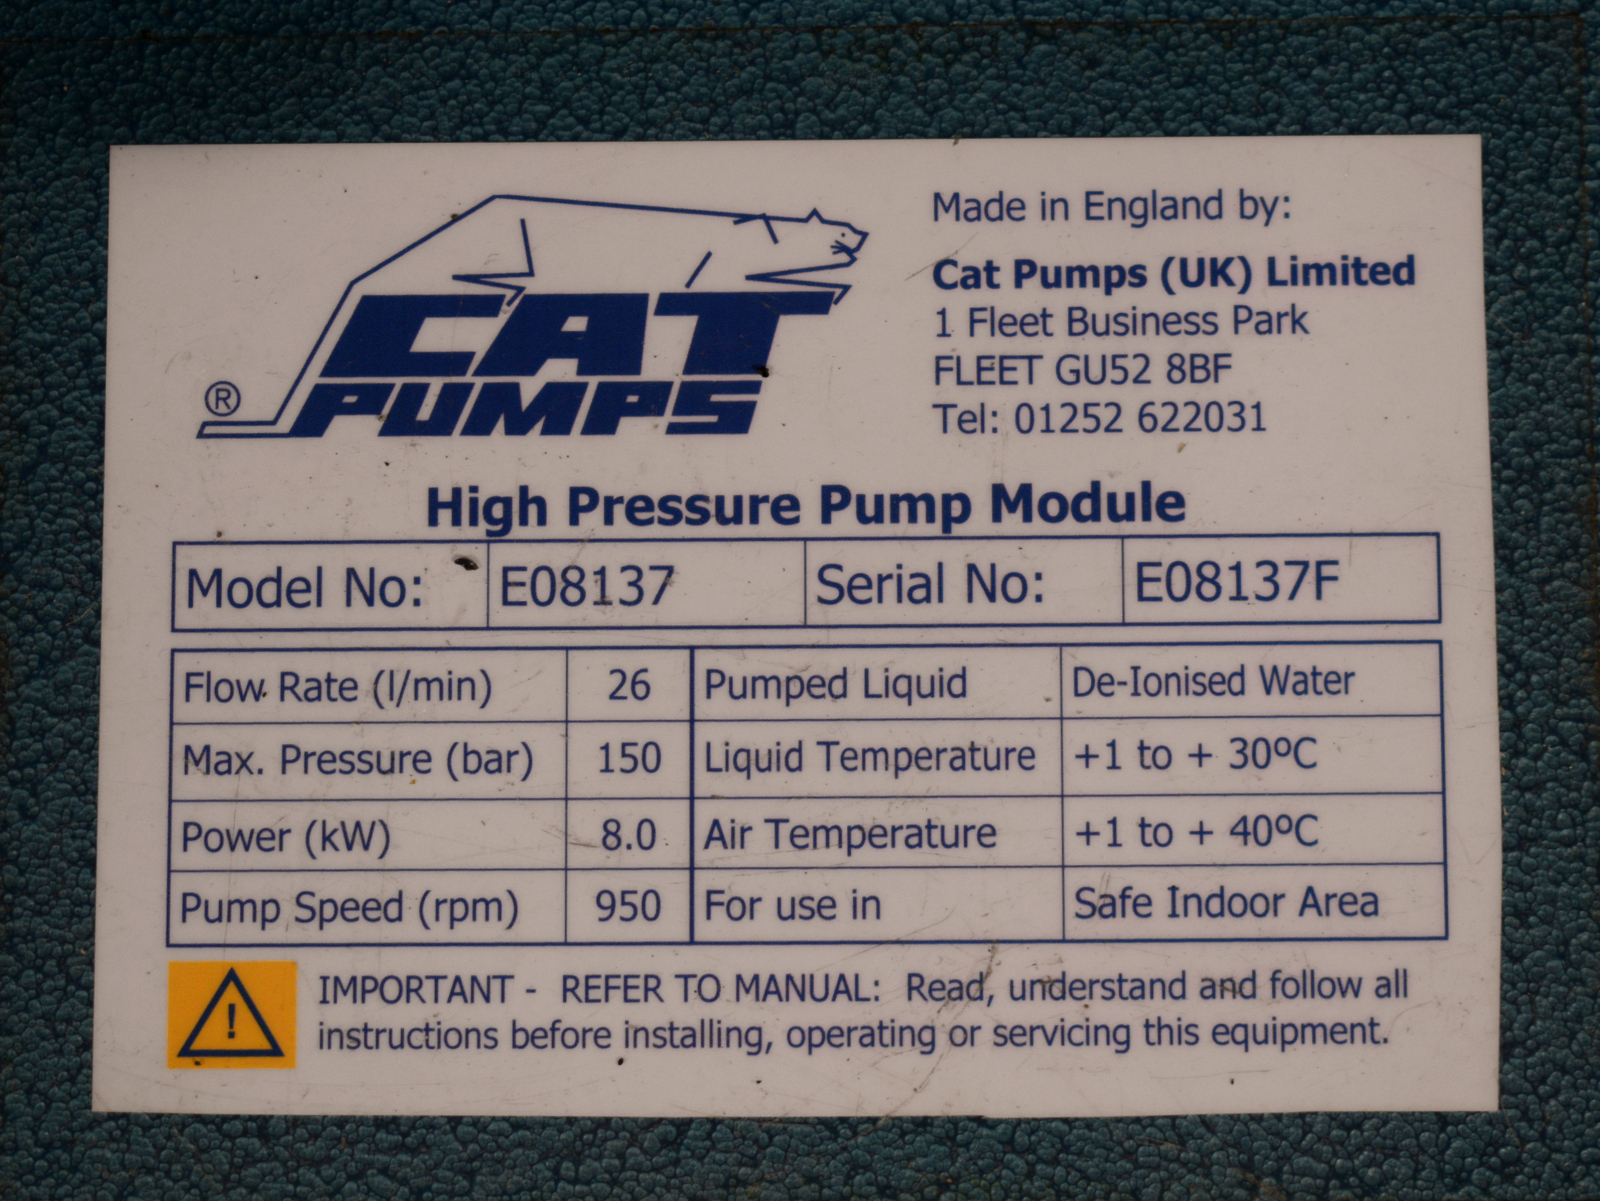 CAT
PUMPS
®
Made in England by:
Cat Pumps (UK) Limited
1 Fleet Business Park
FLEET GU52 8BF
Tel: 01252 622031
High Pressure Pump Module
Model No: E08137 Serial No: E08137F
Flow Rate (l/min) 26 Pumped Liquid De-Ionised Water
Max. Pressure (bar) 150 Liquid Temperature +1 to + 30ºC
Power (kW) 8.0 Air Temperature +1 to + 40ºC
Pump Speed (rpm) 950 For use in Safe Indoor Area
IMPORTANT - REFER TO MANUAL: Read, understand and follow all
instructions before installing, operating or servicing this equipment.